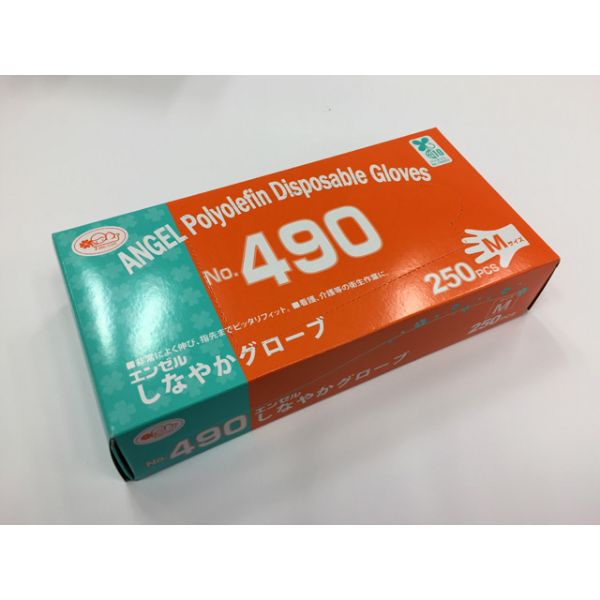 ANGEL Polyolefin Disposable Gloves
No.490
250PCS
Mサイズ
■非常によく伸び、指先までピッタリフィット。■看護、介護等の衛生作業に
エンゼル
しなやかグローブ
M
250
No.490
エンゼル
しなやかグローブ